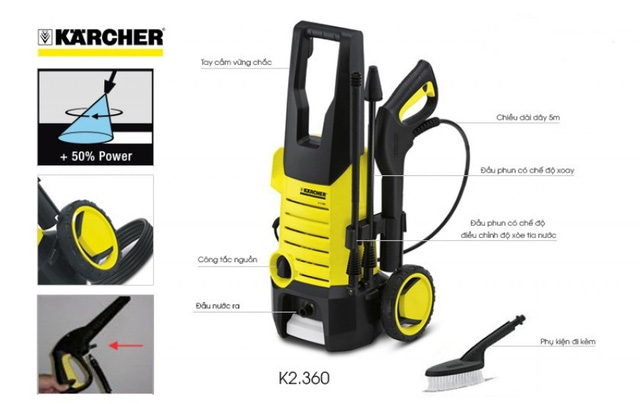 KÄRCHER
+ 50% Power
Tay cầm vững chắc
Chiều dài dây 5m
Đầu phun có chế độ xoay
Đầu phun có chế độ
điều chỉnh độ xòe tia nước
KÄRCHER
Công tắc nguồn
Đầu nước ra
Phụ kiện đi kèm
K2.360